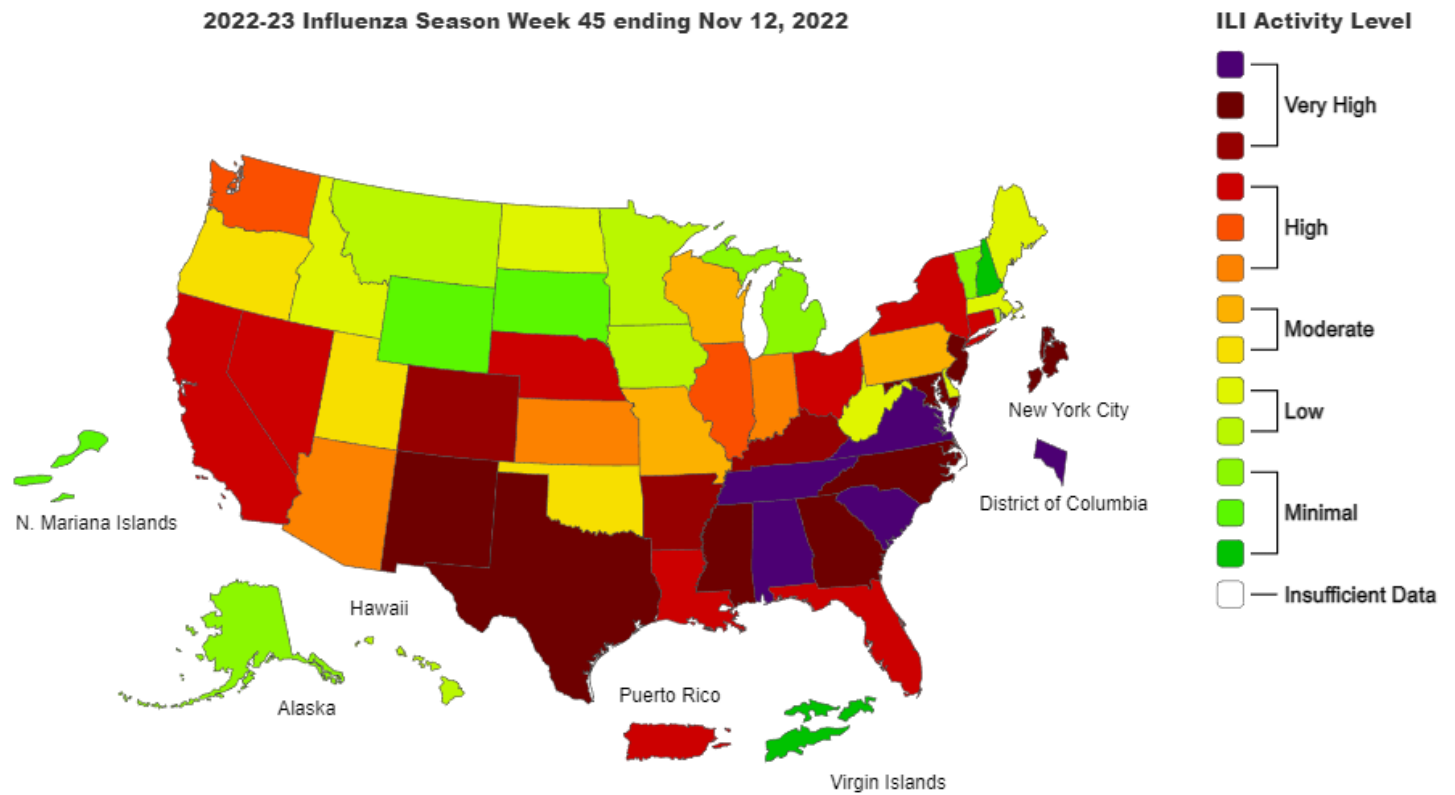 2022-23 Influenza Season Week 45 ending Nov 12, 2022
ILI Activity Level
Very High
High
Moderate
Low
Minimal
Insufficient Data
New York City
District of Columbia
N. Mariana Islands
Hawaii
Alaska
Puerto Rico
Virgin Islands